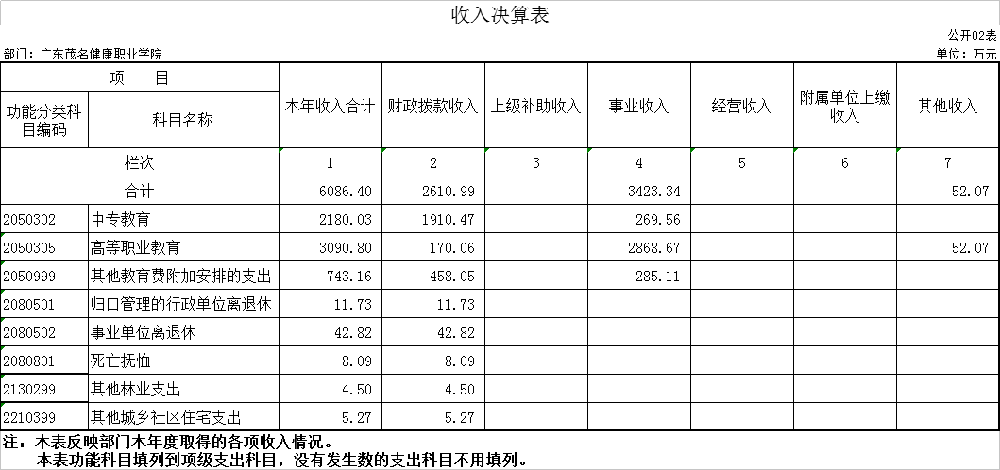 收入决算表
公开02表
部门：广东茂名健康职业学院 单位：万元
项 目 本年收入合计 财政拨款收入 上级补助收入 事业收入 经营收入 附属单位上缴收入 其他收入
功能分类科目编码 科目名称
栏次 1 2 3 4 5 6 7
合计 6086.40 2610.99 3423.34 52.07
2050302 中专教育 2180.03 1910.47 269.56
2050305 高等职业教育 3090.80 170.06 2868.67 52.07
2050999 其他教育费附加安排的支出 743.16 458.05 285.11
2080501 归口管理的行政单位离退休 11.73 11.73
2080502 事业单位离退休 42.82 42.82
2080801 死亡抚恤 8.09 8.09
2130299 其他林业支出 4.50 4.50
2210399 其他城乡社区住宅支出 5.27 5.27
注：本表反映部门本年度取得的各项收入情况。
本表功能科目填列到项级支出科目，没有发生数的支出科目不用填列。